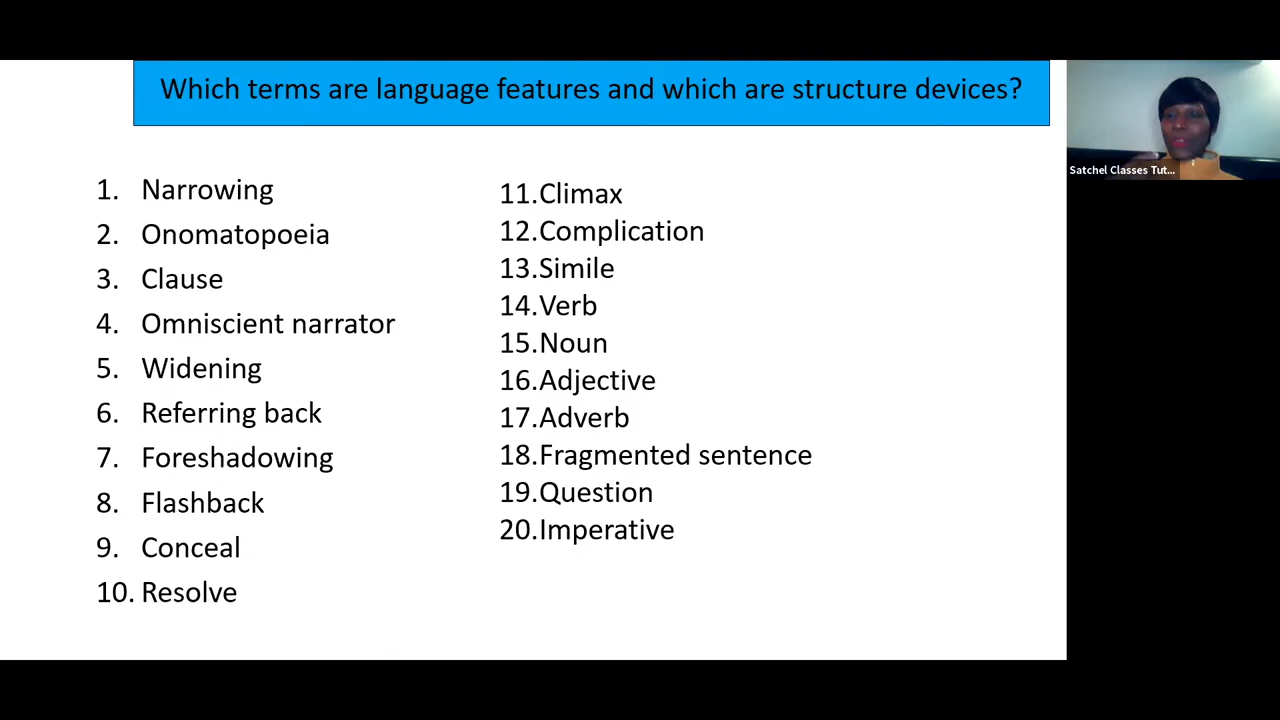 Which terms are language features and which are structure devices?
1. Narrowing
2. Onomatopoeia
3. Clause
4. Omniscient narrator
5. Widening
6. Referring back
7. Foreshadowing
8. Flashback
9. Conceal
10. Resolve
11.Climax
12.Complication
13.Simile
14.Verb
15.Noun
16.Adjective
17.Adverb
18.Fragmented sentence
19.Question
20.Imperative
Satchel Classes Tut...